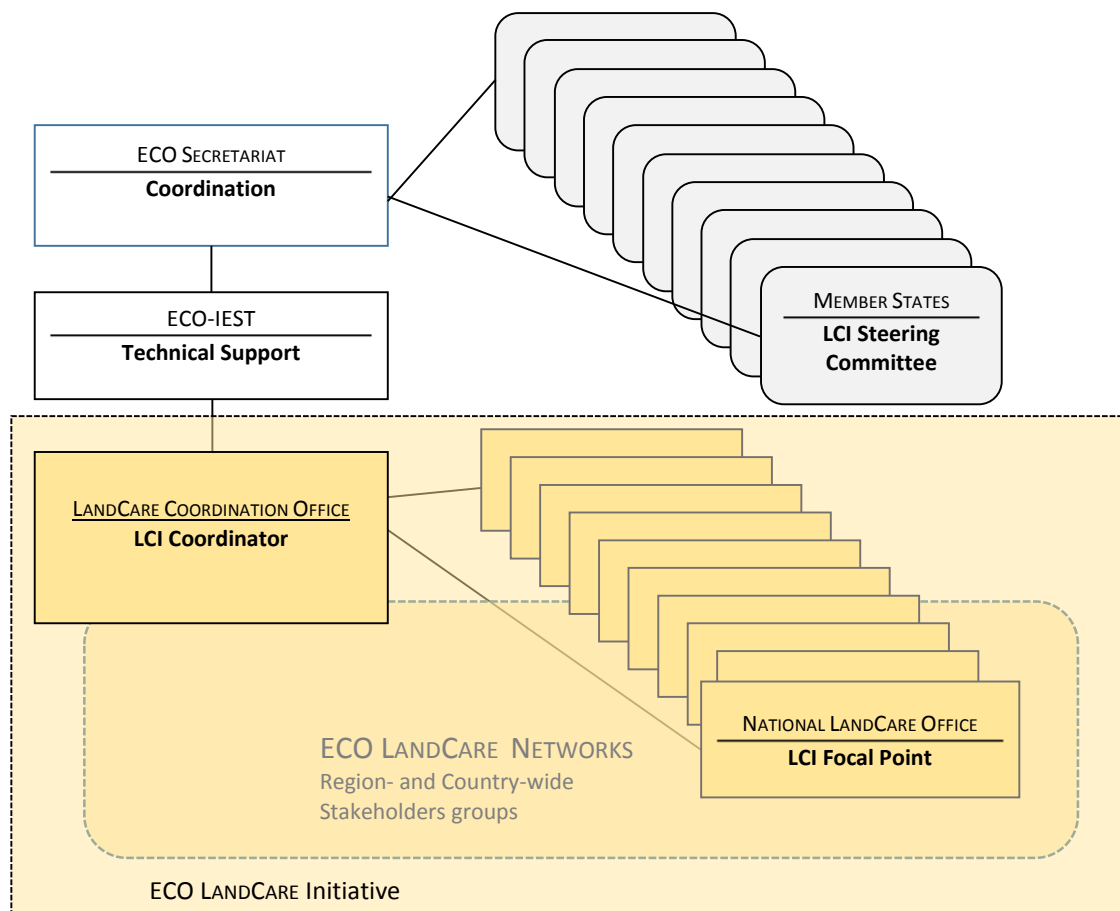 ECO SECRETARIAT
Coordination
MEMBER STATES
LCI Steering
Committee
ECO-IEST
Technical Support
LANDCARE COORDINATION OFFICE
LCI Coordinator
NATIONAL LANDCARE OFFICE
LCI Focal Point
ECO LANDCARE NETWORKS
Region- and Country-wide
Stakeholders groups
ECO LANDCARE Initiative